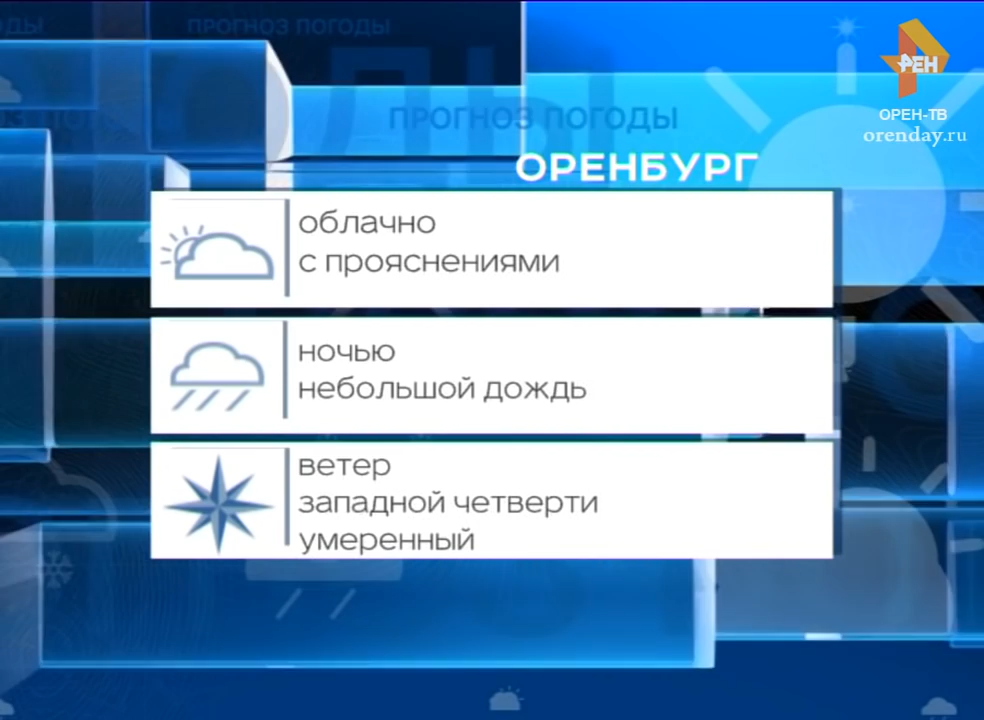 ПРОГНОЗ ПОГОДЫ
РЕН
ОРЕН-ТВ
orenday.ru
ПРОГНОЗ ПОГОДЫ
ОРЕНБУРГ
облачно
с прояснениями
ночью
небольшой дождь
ветер
западной четверти
умеренный